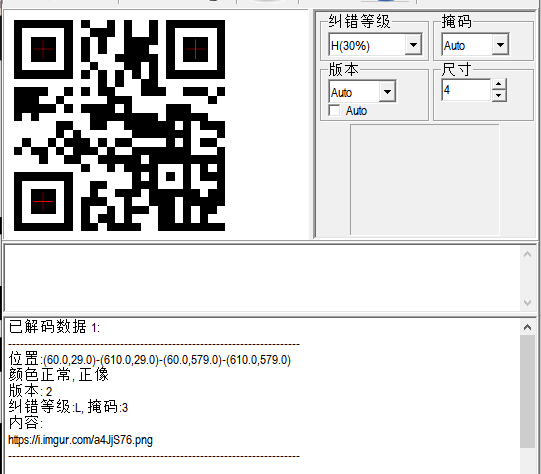 纠错等级
掩码
H(30%)
Auto
版本
尺寸
Auto
4
Auto
已解码数据 1:
位置:(60.0,29.0)-(610.0,29.0)-(60.0,579.0)-(610.0,579.0)
颜色正常, 正像
版本: 2
纠错等级:L, 掩码:3
内容:
https://i.imgur.com/a4JjS76.png